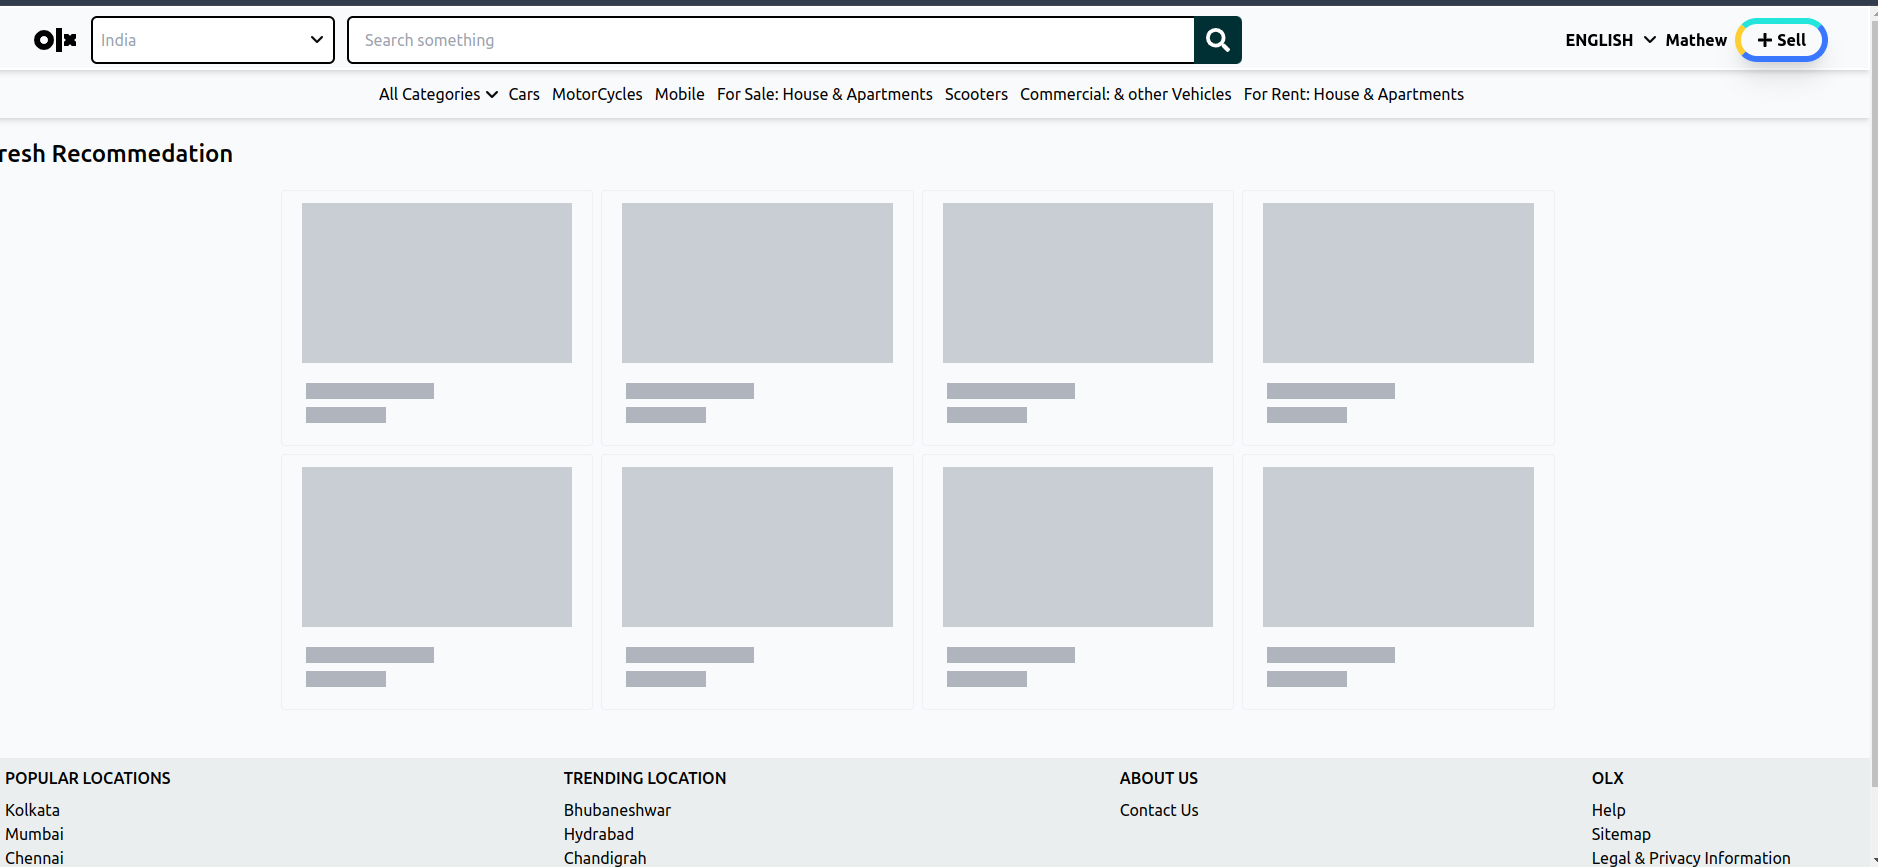 olx India Search something ENGLISH Mathew + Sell
All Categories Cars MotorCycles Mobile For Sale: House & Apartments Scooters Commercial: & other Vehicles For Rent: House & Apartments
resh Recommedation
POPULAR LOCATIONS TRENDING LOCATION ABOUT US OLX
Kolkata Bhubaneshwar Contact Us Help
Mumbai Hydrabad Sitemap
Chennai Chandigrah Legal & Privacy Information